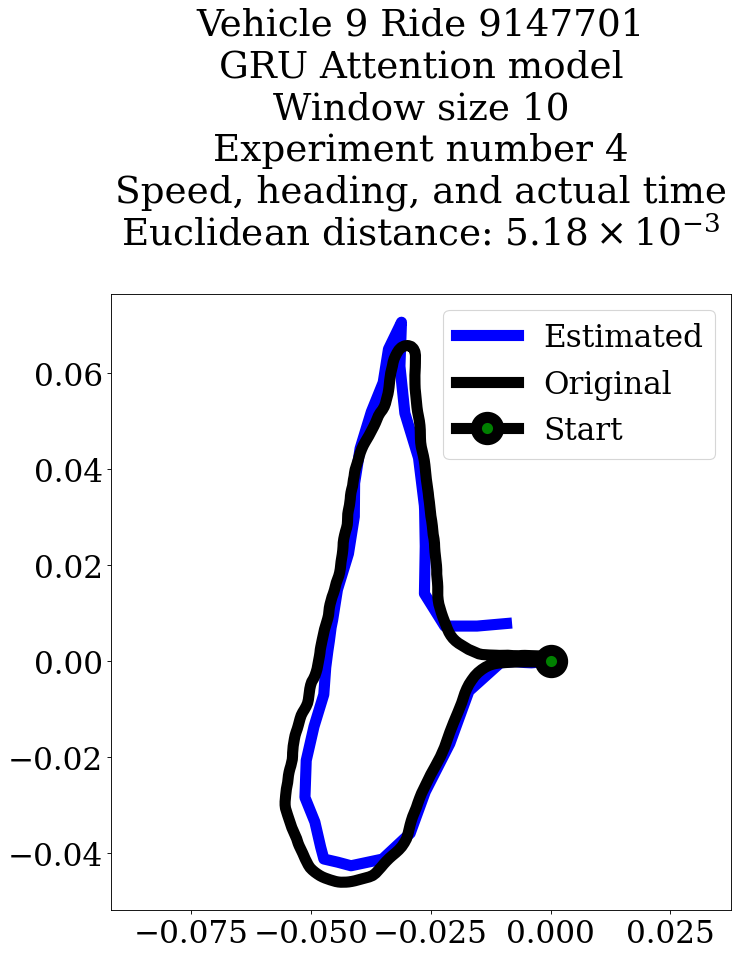 Vehicle 9 Ride 9147701
GRU Attention model
Window size 10
Experiment number 4
Speed, heading, and actual time
Euclidean distance: 5.18 × 10⁻³
Estimated
Original
Start
0.06
0.04
0.02
0.00
−0.02
−0.04
−0.075
−0.050
−0.025
0.000
0.025